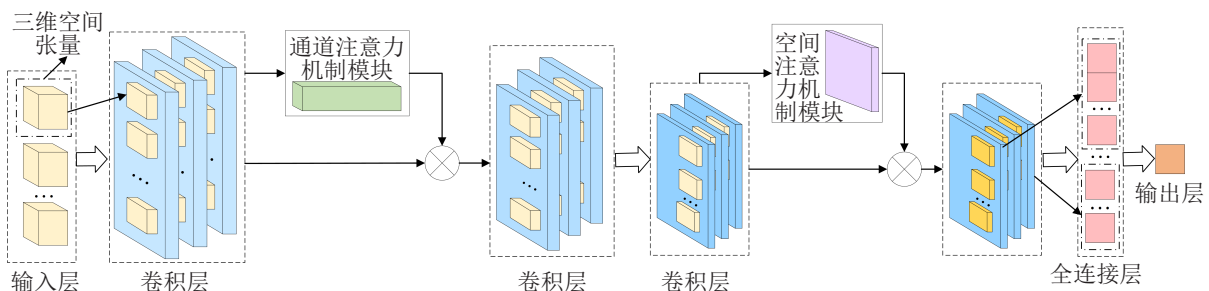 三维空间
张量
通道注意力
机制模块
空间
注意
力机
制模块
输入层
卷积层
卷积层
卷积层
全连接层
输出层